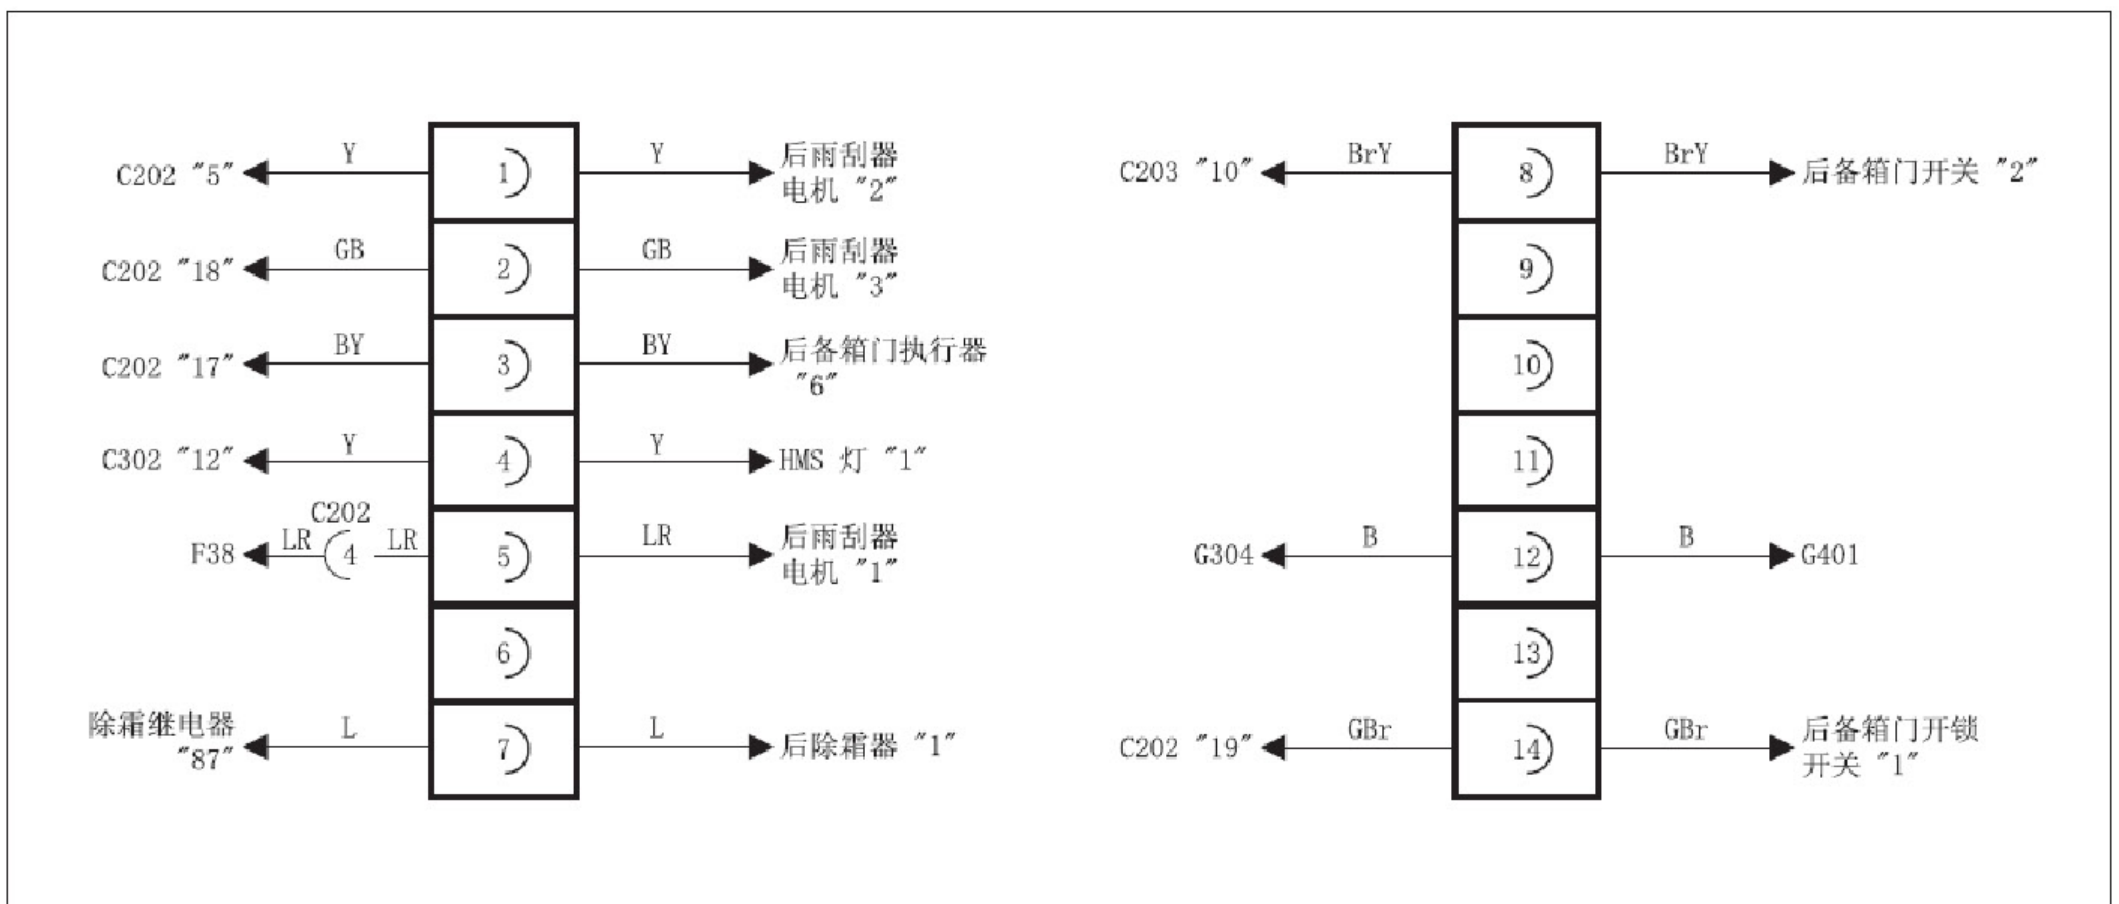 C202 "5" Y 1 Y 后雨刮器
电机 "2"
C202 "18" GB 2 GB 后雨刮器
电机 "3"
C202 "17" BY 3 BY 后备箱门执行器
"6"
C302 "12" Y 4 Y HMS 灯 "1"
C202
F38 LR 4 LR 5 LR 后雨刮器
电机 "1"
6
除霜继电器
"87" L 7 L 后除霜器 "1"
C203 "10" BrY 8 BrY 后备箱门开关 "2"
9
10
11
G304 B 12 B G401
13
C202 "19" GBr 14 GBr 后备箱门开锁
开关 "1"